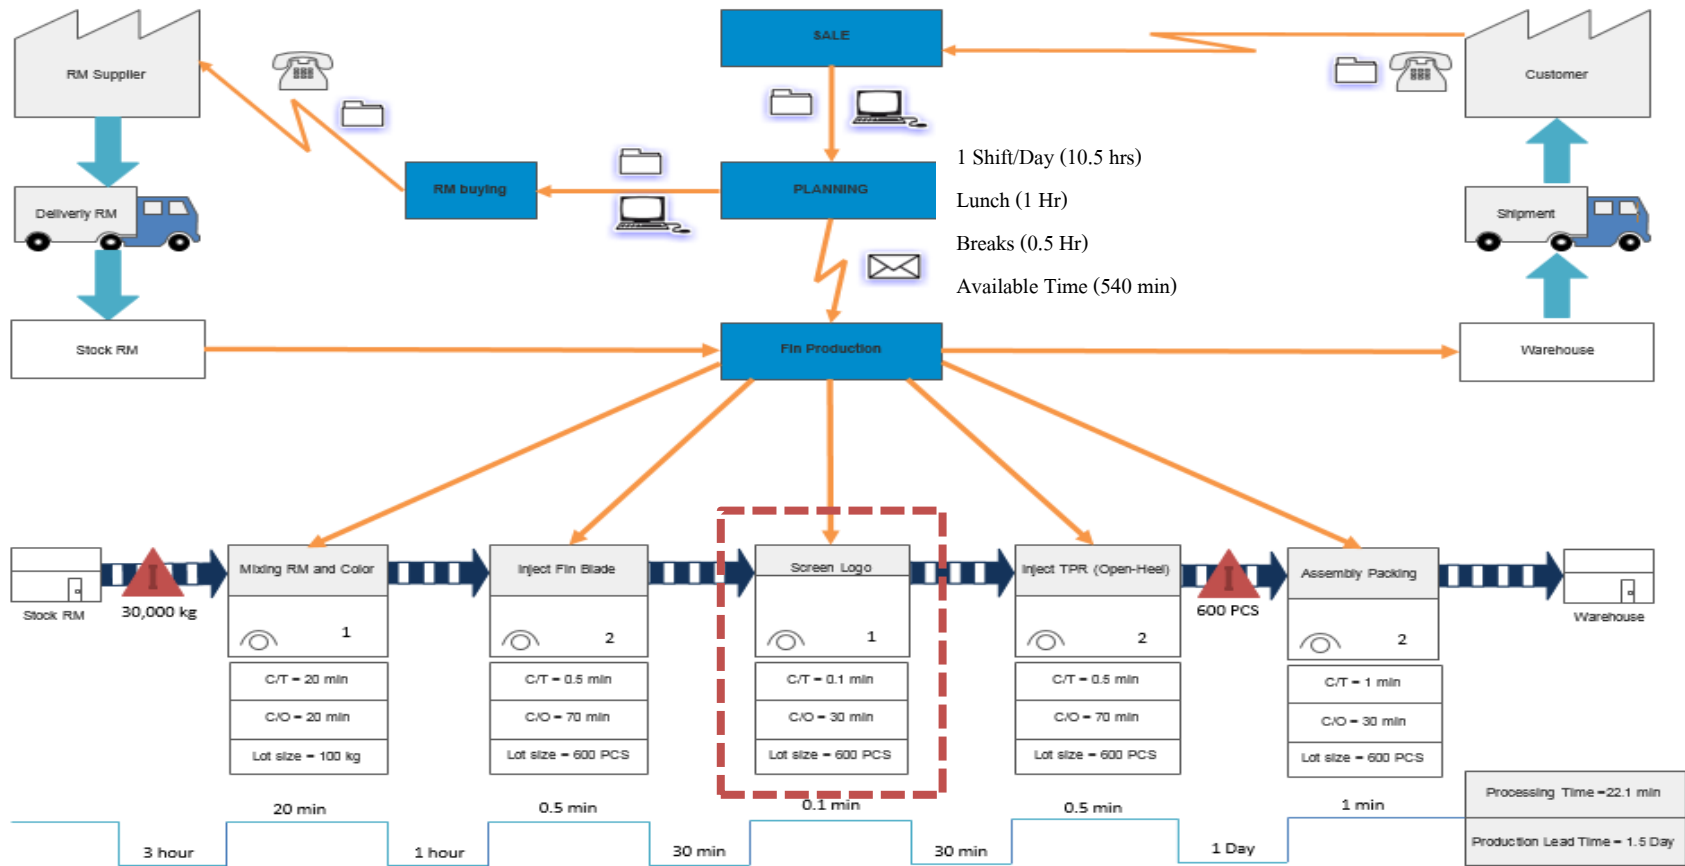 SALE
RM Supplier
Customer
1 Shift/Day (10.5 hrs)
RM buying
PLANNING
Lunch (1 Hr)
Deliverly RM
Shipment
Breaks (0.5 Hr)
Available Time (540 min)
Stock RM
Fin Production
Warehouse
Mixing RM and Color
Inject Fin Blade
Screen Logo
Inject TPR (Open-Heel)
Assembly Packing
I
I
Stock RM
30,000 kg
600 PCS
Warehouse
1
2
1
2
2
C/T = 20 min
C/T = 0.5 min
C/T = 0.1 min
C/T = 0.5 min
C/T = 1 min
C/O = 20 min
C/O = 70 min
C/O = 30 min
C/O = 70 min
C/O = 30 min
Lot size = 100 kg
Lot size = 600 PCS
Lot size = 600 PCS
Lot size = 600 PCS
Lot size = 600 PCS
20 min
0.5 min
0.1 min
0.5 min
1 min
Processing Time =22.1 min
3 hour
1 hour
30 min
30 min
1 Day
Production Lead Time = 1.5 Day